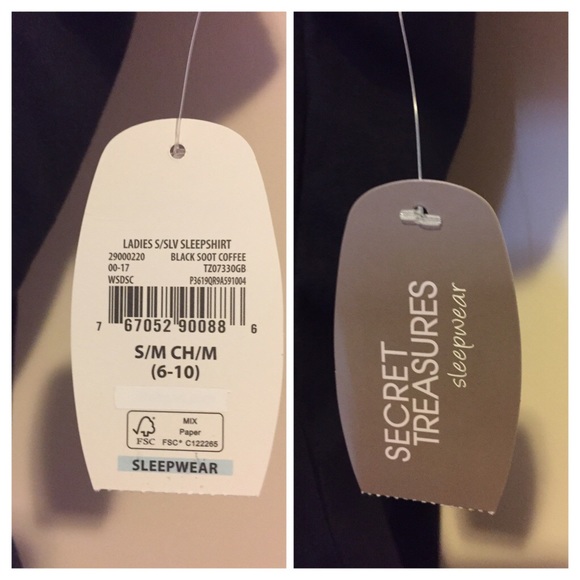 LADIES S/SLV SLEEPSHIRT
29000220 BLACK SOOT COFFEE
00-17 TZ07330GB
WSDSC P3619QR9A591004
7 67052 90088 6
S/M CH/M
(6-10)
FSC
MIX
Paper
FSC® C122265
SLEEPWEAR
SECRET
TREASURES
sleepwear